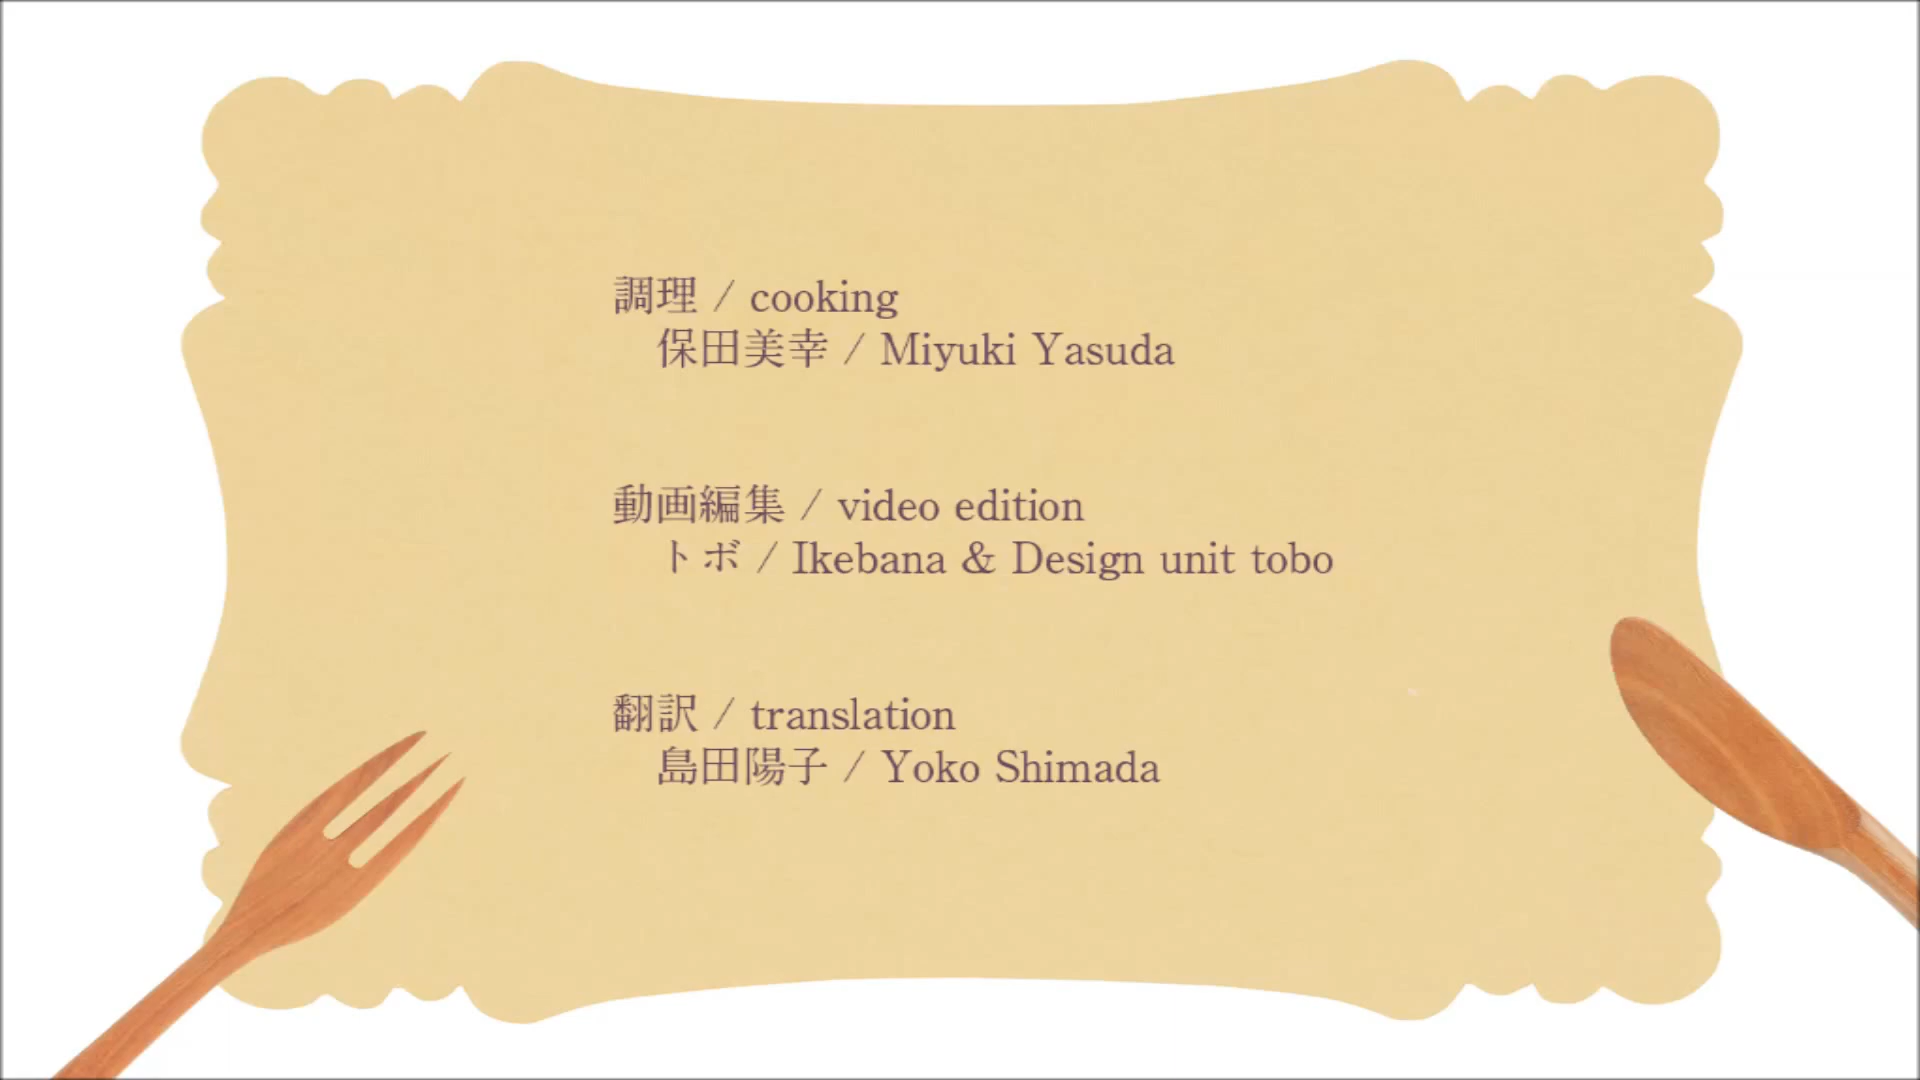 調理 / cooking
保田美幸 / Miyuki Yasuda
動画編集 / video edition
トボ / Ikebana & Design unit tobo
翻訳 / translation
島田陽子 / Yoko Shimada